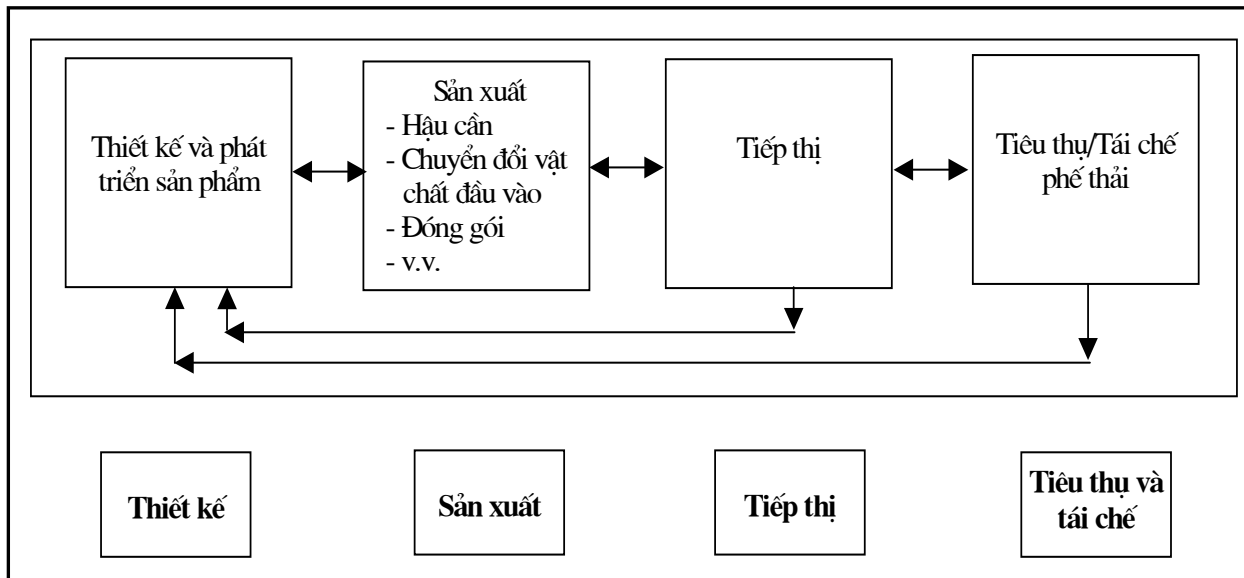 Thiết kế và phát
triển sản phẩm
Sản xuất
- Hậu cần
- Chuyển đổi vật
chất đầu vào
- Đóng gói
- v.v.
Tiếp thị
Tiêu thụ/Tái chế
phế thải
Thiết kế
Sản xuất
Tiếp thị
Tiêu thụ và
tái chế